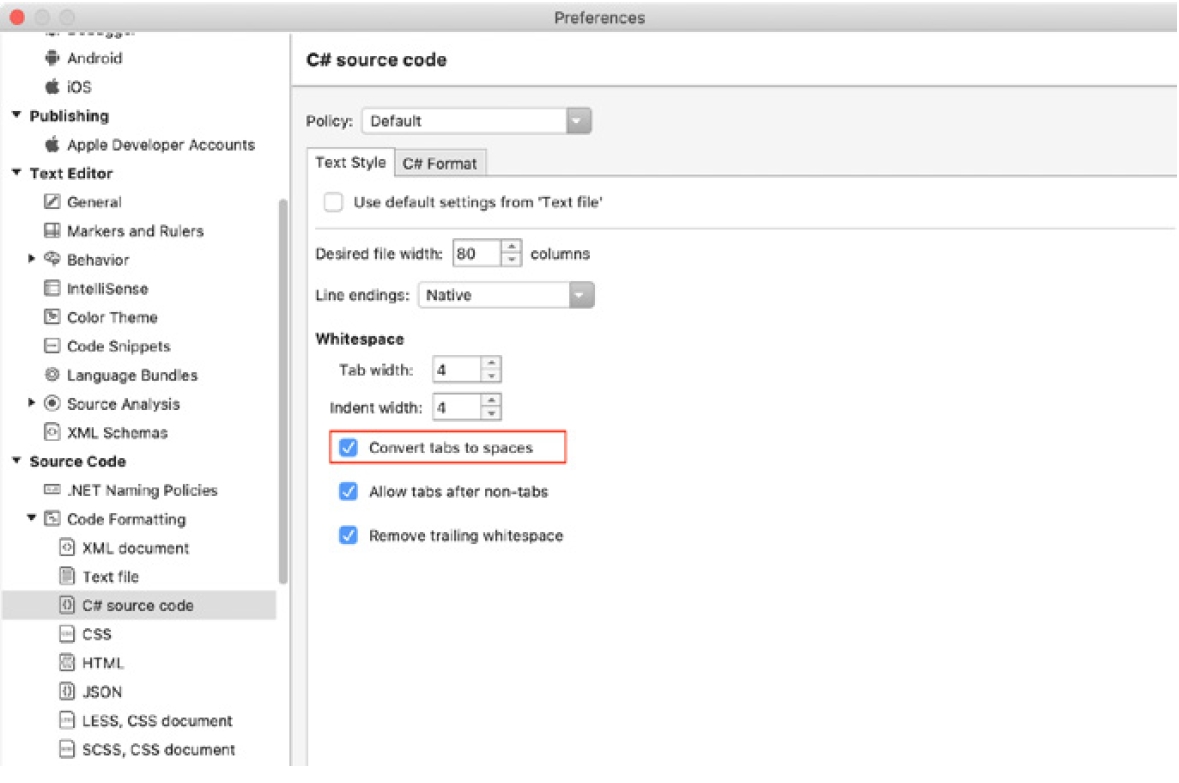 Preferences
Debugger
Android
iOS
Publishing
Apple Developer Accounts
Text Editor
General
Markers and Rulers
Behavior
IntelliSense
Color Theme
Code Snippets
Language Bundles
Source Analysis
XML Schemas
Source Code
.NET Naming Policies
Code Formatting
XML document
Text file
C# source code
CSS
HTML
JSON
LESS, CSS document
SCSS, CSS document
C# source code
Policy: Default
Text Style C# Format
Use default settings from 'Text file'
Desired file width: 80 columns
Line endings: Native
Whitespace
Tab width: 4
Indent width: 4
Convert tabs to spaces
Allow tabs after non-tabs
Remove trailing whitespace